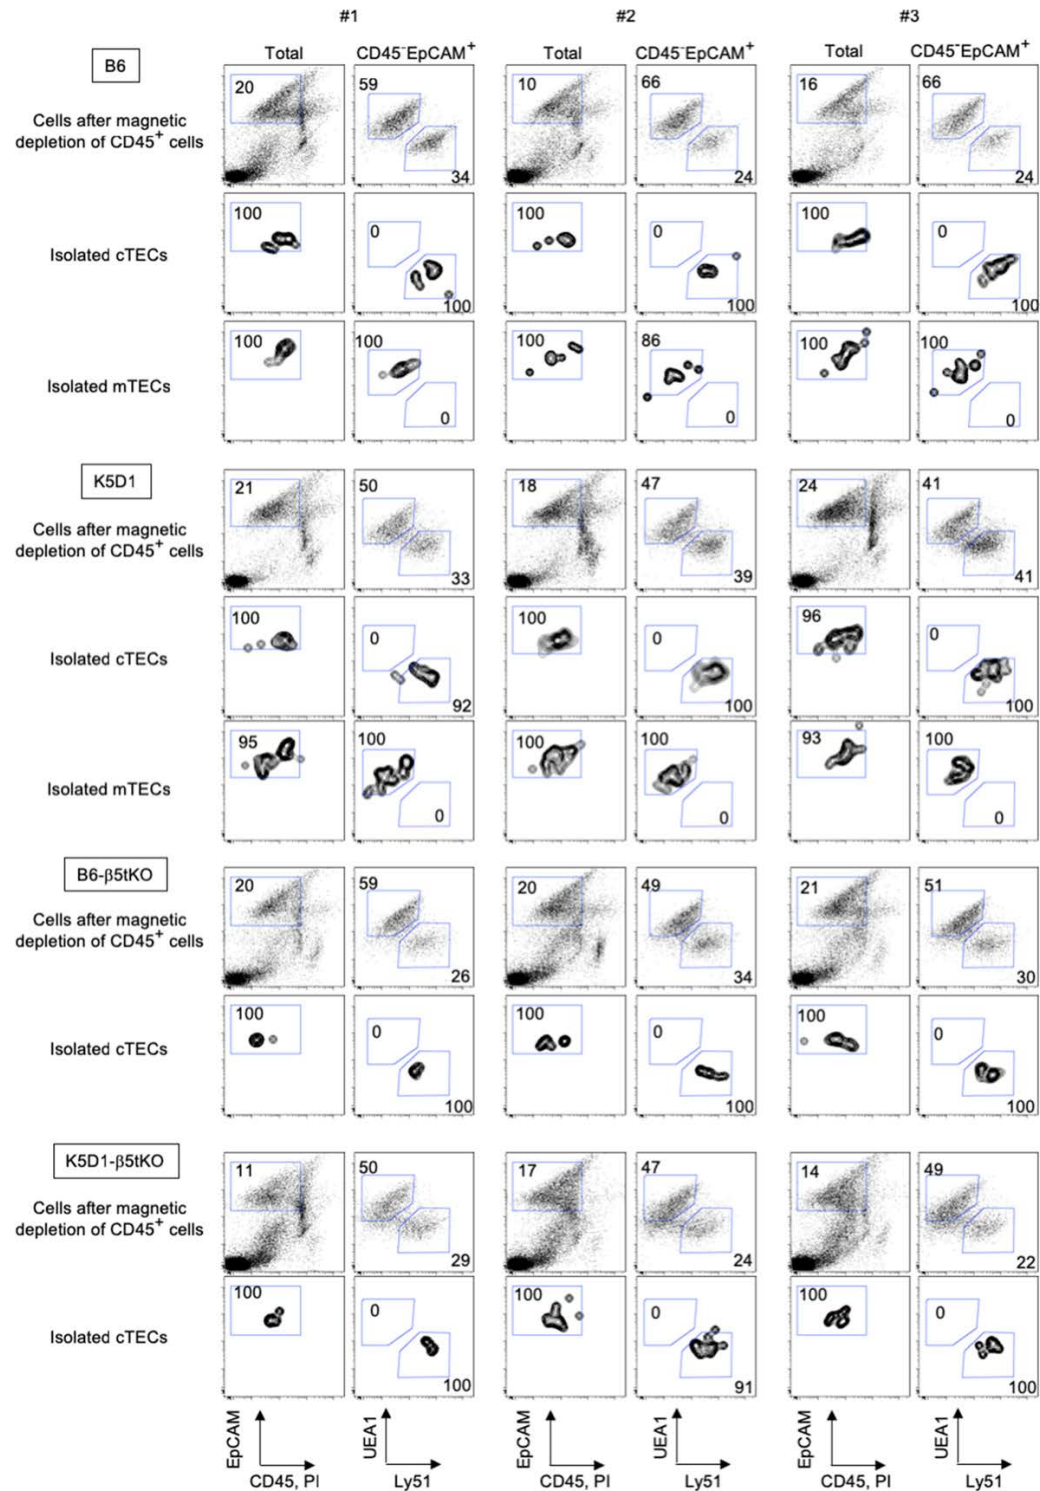 #1 #2 #3
Total CD45⁻EpCAM⁺ Total CD45⁻EpCAM⁺ Total CD45⁻EpCAM⁺
B6
20 59 10 66 16 66
Cells after magnetic
depletion of CD45⁺ cells
34 24 24
100 0 100 0 100 0
Isolated cTECs
100 100 100
100 100 100 86 100 100
Isolated mTECs
0 0 0
K5D1
21 50 18 47 24 41
Cells after magnetic
depletion of CD45⁺ cells
33 39 41
100 0 100 0 96 0
Isolated cTECs
92 100 100
95 100 100 100 93 100
Isolated mTECs
0 0 0
B6-β5tKO
20 59 20 49 21 51
Cells after magnetic
depletion of CD45⁺ cells
26 34 30
100 0 100 0 100 0
Isolated cTECs
100 100 100
K5D1-β5tKO
11 50 17 47 14 49
Cells after magnetic
depletion of CD45⁺ cells
29 24 22
100 0 100 0 100 0
Isolated cTECs
100 91 100
EpCAM UEA1 EpCAM UEA1 EpCAM UEA1
CD45, PI Ly51 CD45, PI Ly51 CD45, PI Ly51